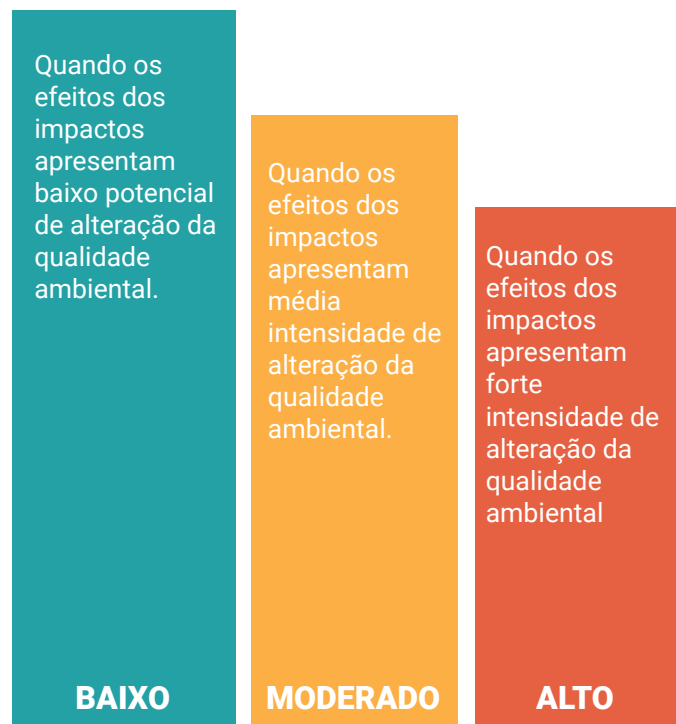 Quando os
efeitos dos
impactos
apresentam
baixo potencial
de alteração da
qualidade
ambiental.
BAIXO
Quando os
efeitos dos
impactos
apresentam
média
intensidade de
alteração da
qualidade
ambiental.
MODERADO
Quando os
efeitos dos
impactos
apresentam
forte
intensidade de
alteração da
qualidade
ambiental
ALTO